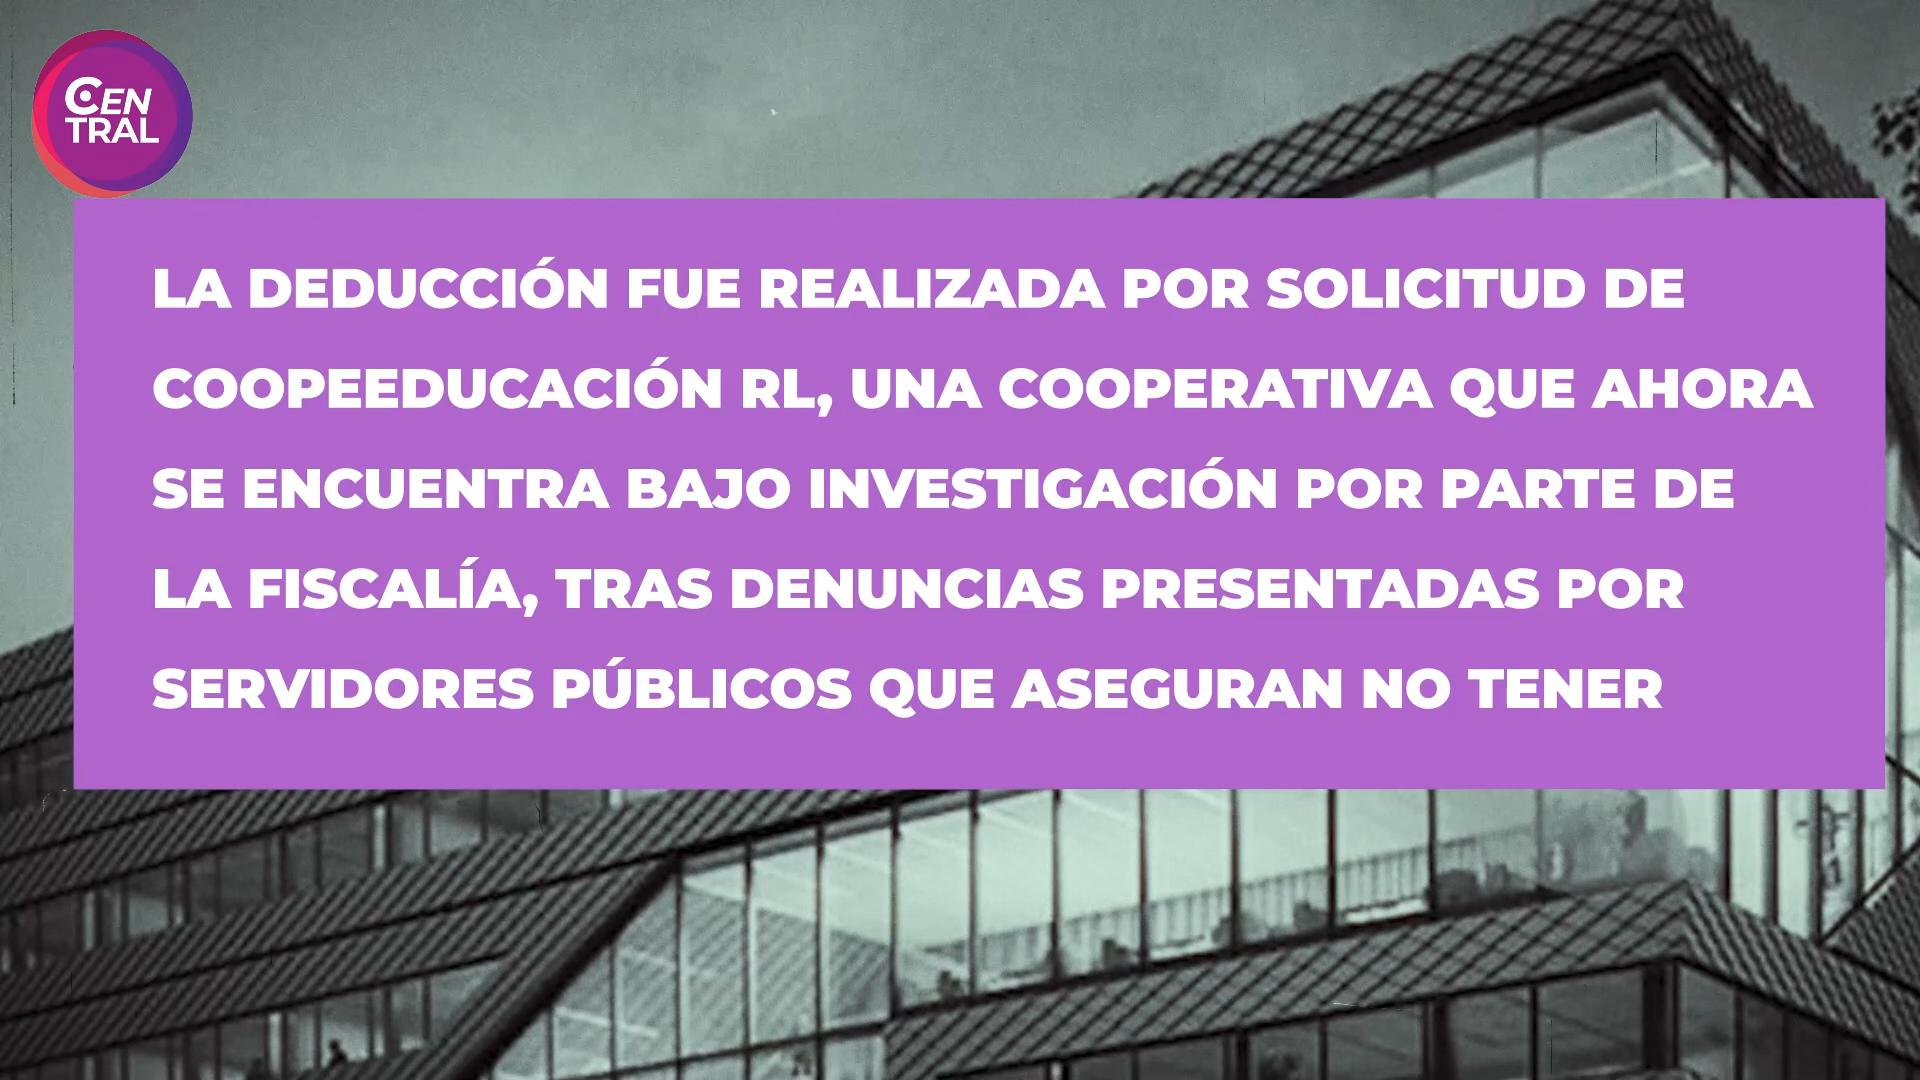 CEN
TRAL
LA DEDUCCIÓN FUE REALIZADA POR SOLICITUD DE
COOPEEDUCACIÓN RL, UNA COOPERATIVA QUE AHORA
SE ENCUENTRA BAJO INVESTIGACIÓN POR PARTE DE
LA FISCALÍA, TRAS DENUNCIAS PRESENTADAS POR
SERVIDORES PÚBLICOS QUE ASEGURAN NO TENER